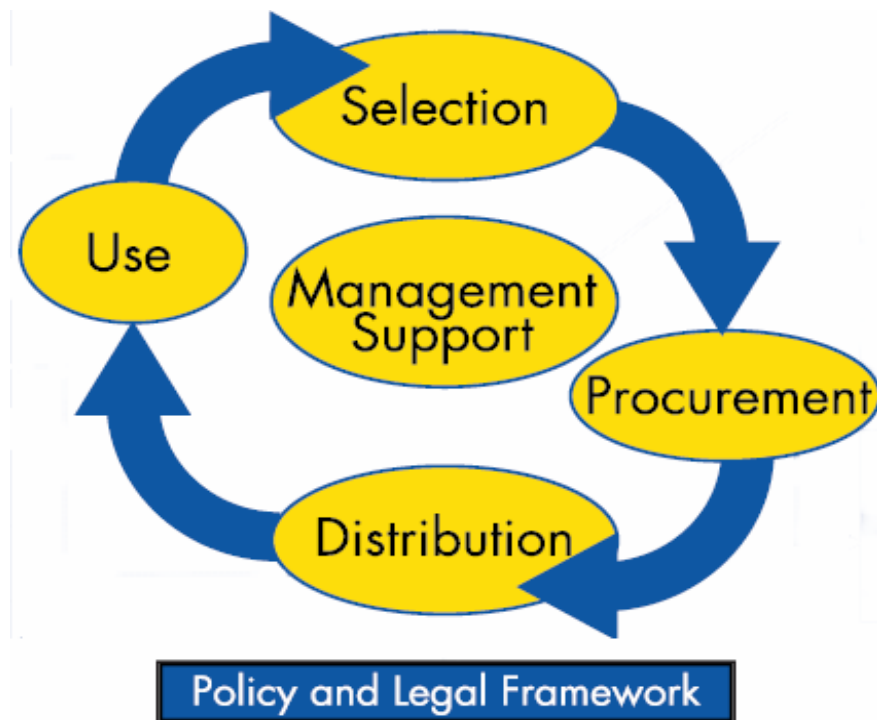 Selection
Use
Management
Support
Procurement
Distribution
Policy and Legal Framework